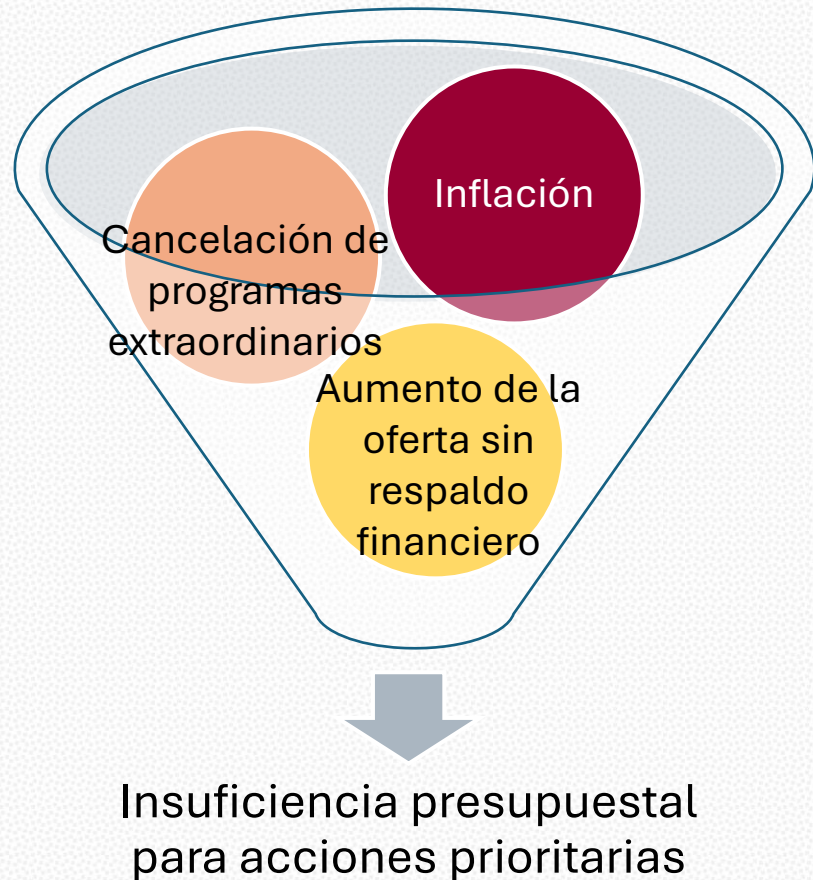 Inflación
Cancelación de
programas
extraordinarios
Aumento de la
oferta sin
respaldo
financiero
Insuficiencia presupuestal
para acciones prioritarias